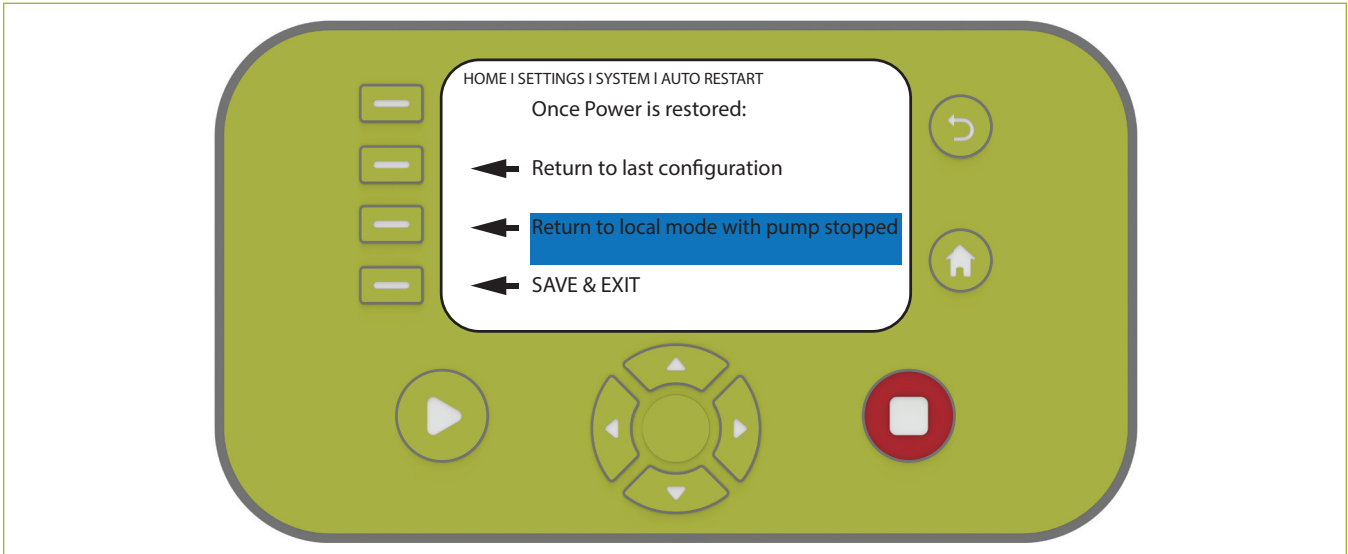 HOME I SETTINGS I SYSTEM I AUTO RESTART
Once Power is restored:
Return to last configuration
Return to local mode with pump stopped
SAVE & EXIT